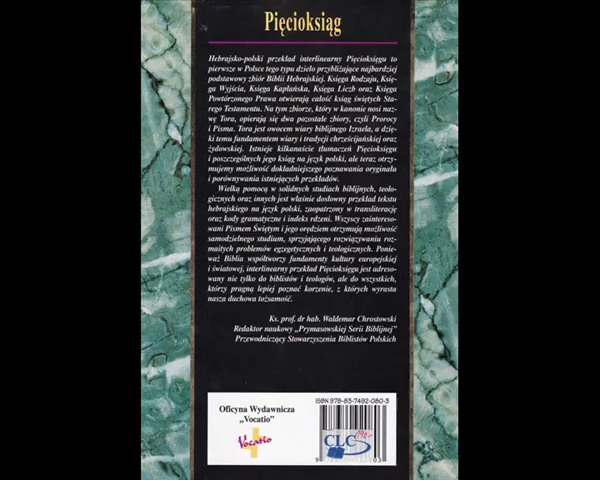 Pięcioksiąg
Hebrajsko-polski przekład interlinearny Pięcioksięgu to
pierwsze w Polsce tego typu dzieło przybliżające najbardziej
podstawowy zbiór Biblii Hebrajskiej. Księga Rodzaju, Księ-
ga Wyjścia, Księga Kapłańska, Księga Liczb oraz Księga
Powtórzonego Prawa otwierają całość ksiąg świętych Sta-
rego Testamentu. Na tym zbiorze, który w kanonie nosi naz-
wę Tora, opierają się dwa pozostałe zbiory, czyli Prorocy
i Pisma. Tora jest owocem wiary biblijnego Izraela, a dzię-
ki temu fundamentem wiary i tradycji chrześcijańskiej oraz
żydowskiej. Istnieje kilkanaście tłumaczeń Pięcioksięgu
i poszczególnych jego ksiąg na język polski, ale teraz otrzy-
mujemy możliwość dokładniejszego poznawania oryginału
i porównywania istniejących przekładów.
Wielką pomocą w solidnych studiach biblijnych, teolo-
gicznych oraz innych jest właśnie dosłowny przekład tekstu
hebrajskiego na język polski, zaopatrzony w transliterację
oraz kody gramatyczne i indeks rdzeni. Wszyscy zaintereso-
wani Pismem Świętym i jego orędziem otrzymują możliwość
samodzielnego studium, sprzyjającego rozwiązywaniu roz-
maitych problemów egzegetycznych i teologicznych. Ponie-
waż Biblia współtworzy fundamenty kultury europejskiej
i światowej, interlinearny przekład Pięcioksięgu jest adreso-
wany nie tylko do biblistów i teologów, ale do wszystkich,
którzy pragną lepiej poznać korzenie, z których wyrasta
nasza duchowa tożsamość.
Ks. prof. dr hab. Waldemar Chrostowski
Redaktor naukowy „Prymasowskiej Serii Biblijnej"
Przewodniczący Stowarzyszenia Biblistów Polskich
Oficyna Wydawnicza
„Vocatio"
Vocatio
ISBN 978-83-7492-080-3
CLC